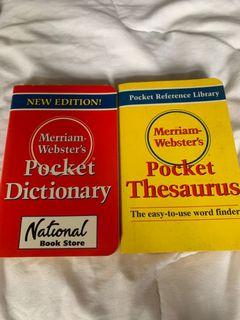 NEW EDITION!
Merriam-
Webster's
Pocket
Dictionary
National
Book Store
Pocket Reference Library
Merriam-
Webster's
Pocket
Thesaurus
The easy-to-use word finder